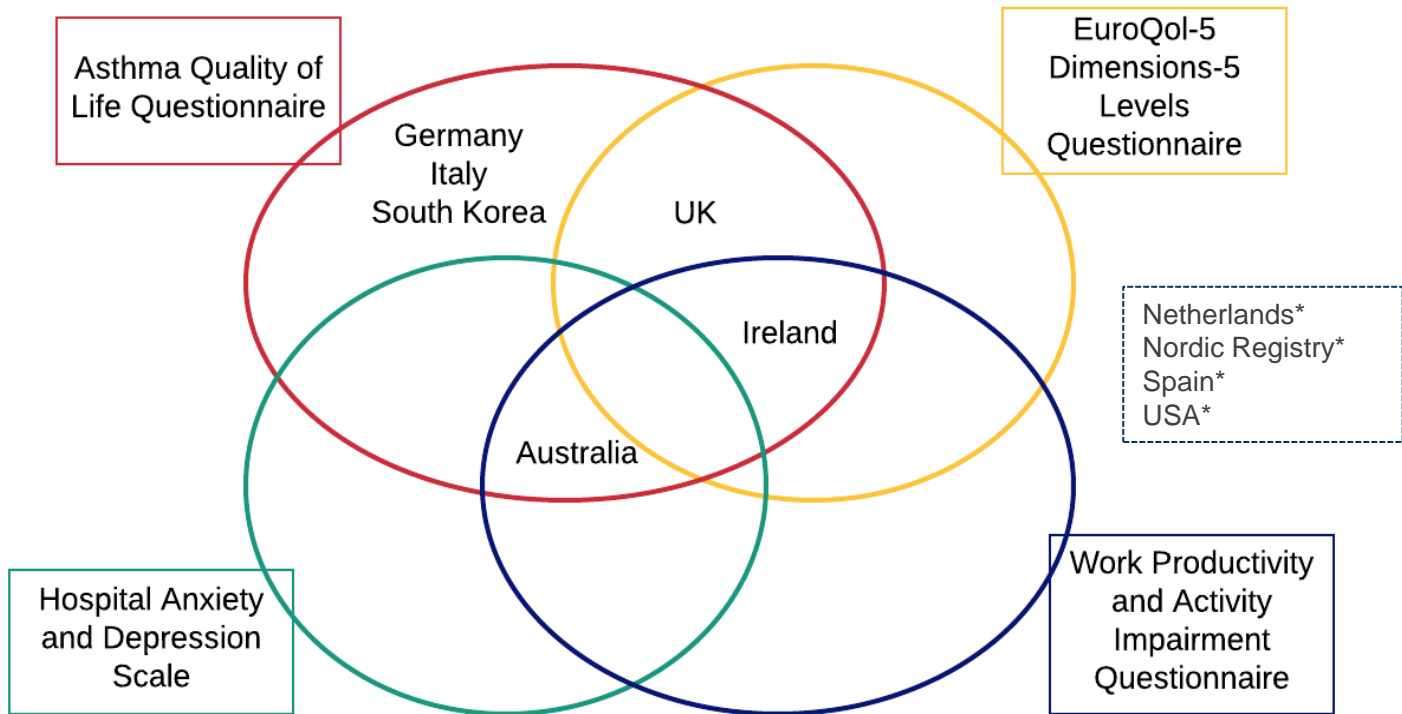 Asthma Quality of
Life Questionnaire
EuroQol-5
Dimensions-5
Levels
Questionnaire
Germany
Italy
South Korea
UK
Ireland
Australia
Netherlands*
Nordic Registry*
Spain*
USA*
Hospital Anxiety
and Depression
Scale
Work Productivity
and Activity
Impairment
Questionnaire